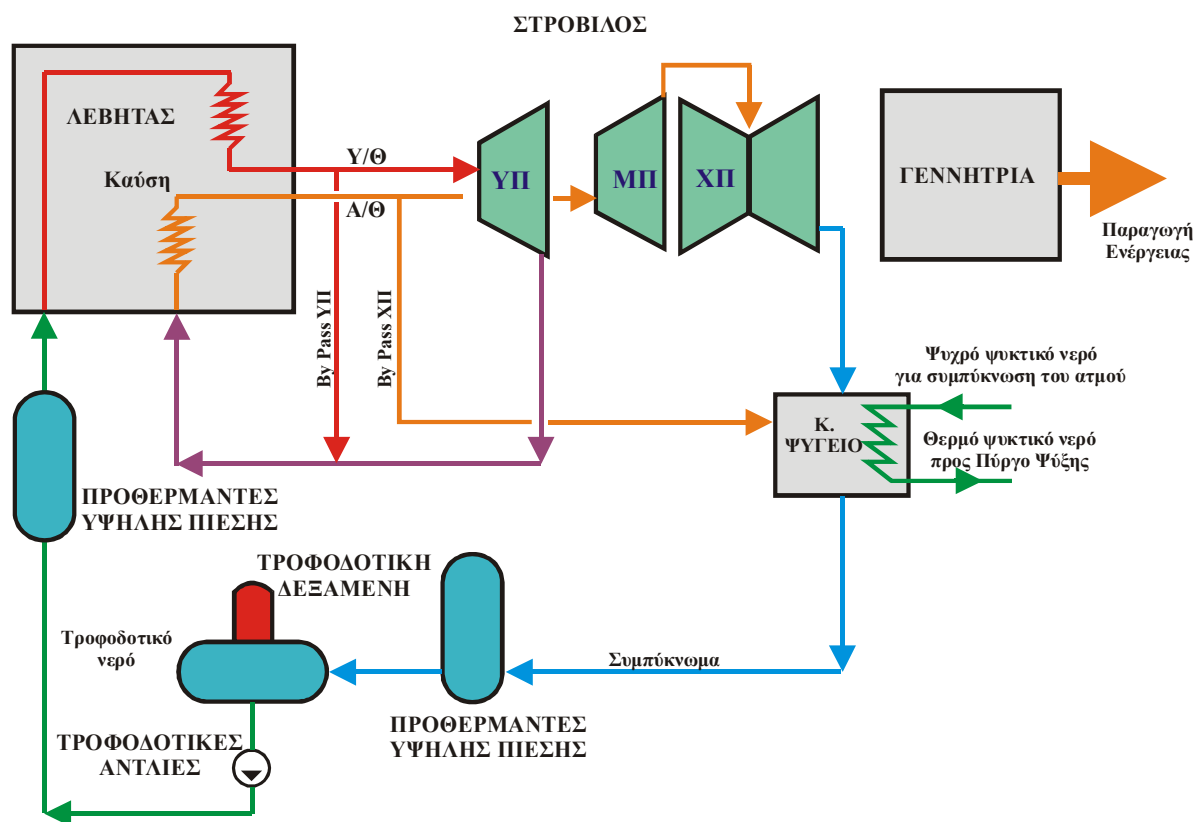 ΣΤΡΟΒΙΛΟΣ
ΛΕΒΗΤΑΣ
Καύση
Υ/Θ
Α/Θ
ΥΠ
ΜΠ
ΧΠ
ΓΕΝΝΗΤΡΙΑ
Παραγωγή
Ενέργειας
By Pass ΥΠ
By Pass ΧΠ
Ψυχρό ψυκτικό νερό
για συμπύκνωση του ατμού
Κ.
ΨΥΓΕΙΟ
Θερμό ψυκτικό νερό
προς Πύργο Ψύξης
ΠΡΟΘΕΡΜΑΝΤΕΣ
ΥΨΗΛΗΣ ΠΙΕΣΗΣ
ΤΡΟΦΟΔΟΤΙΚΗ
ΔΕΞΑΜΕΝΗ
Τροφοδοτικό
νερό
Συμπύκνωμα
ΠΡΟΘΕΡΜΑΝΤΕΣ
ΥΨΗΛΗΣ ΠΙΕΣΗΣ
ΤΡΟΦΟΔΟΤΙΚΕΣ
ΑΝΤΛΙΕΣ